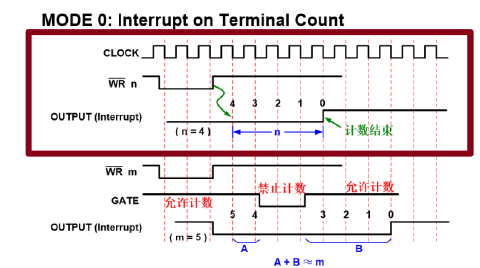 MODE 0: Interrupt on Terminal Count
CLOCK
WR n
4 3 2 1 0
OUTPUT (Interrupt)
( n = 4 )
n
计数结束
WR m
GATE
允许计数
禁止计数
允许计数
OUTPUT (Interrupt)
5 4 3 2 1 0
( m = 5 )
A
B
A + B ≈ m